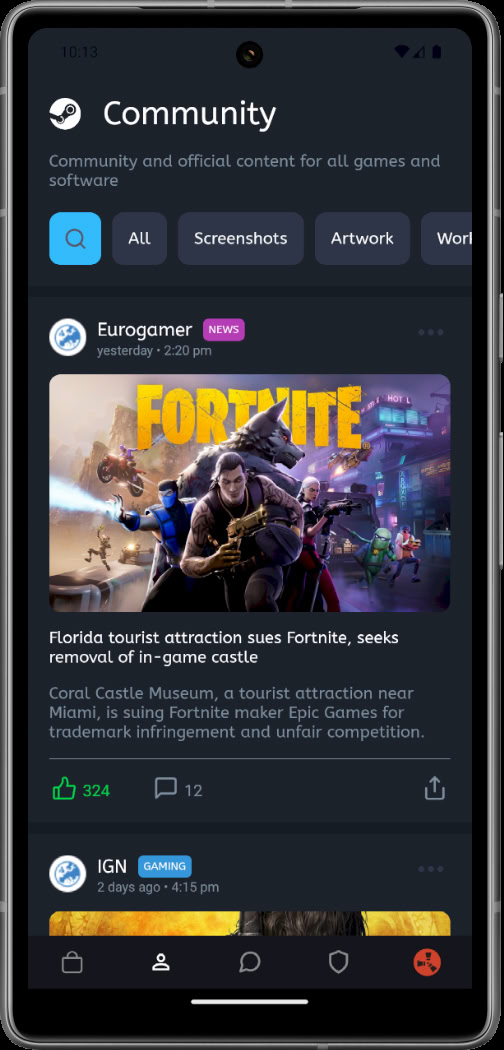 10:13
Community
Community and official content for all games and
software
All
Screenshots
Artwork
Eurogamer
NEWS
yesterday • 2:20 pm
FORTNITE
HOT L
Florida tourist attraction sues Fortnite, seeks
removal of in-game castle
Coral Castle Museum, a tourist attraction near
Miami, is suing Fortnite maker Epic Games for
trademark infringement and unfair competition.
324
12
IGN
GAMING
2 days ago • 4:15 pm